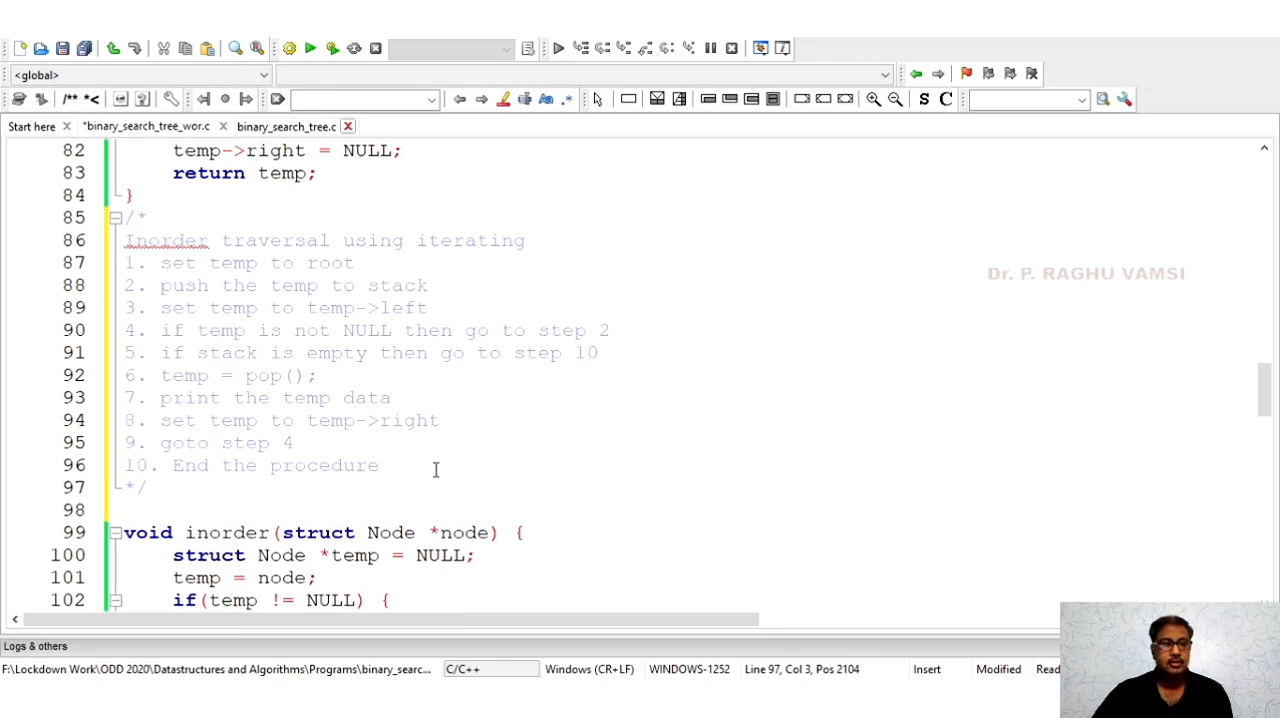 <global>
Start here
*binary_search_tree_wor.c
binary_search_tree.c
82 temp->right = NULL;
83 return temp;
84 }
85 /*
86 Inorder traversal using iterating
87 1. set temp to root
88 2. push the temp to stack
89 3. set temp to temp->left
90 4. if temp is not NULL then go to step 2
91 5. if stack is empty then go to step 10
92 6. temp = pop();
93 7. print the temp data
94 8. set temp to temp->right
95 9. goto step 4
96 10. End the procedure
97 */
98
99 void inorder(struct Node *node) {
100 struct Node *temp = NULL;
101 temp = node;
102 if(temp != NULL) {
Dr. P. RAGHU VAMSI
Logs & others
F:\Lockdown Work\ODD 2020\Datastructures and Algorithms\Programs\binary_searc... C/C++ Windows (CR+LF) WINDOWS-1252 Line 97, Col 3, Pos 2104 Insert Modified Read